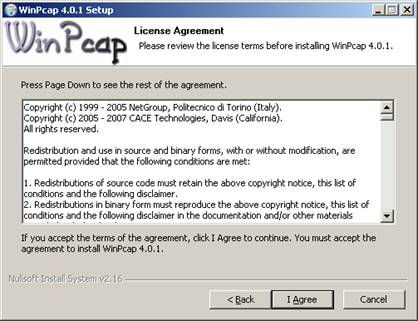 WinPcap 4.0.1 Setup
WinPcap
License Agreement
Please review the license terms before installing WinPcap 4.0.1.
Press Page Down to see the rest of the agreement.
Copyright (c) 1999 - 2005 NetGroup, Politecnico di Torino (Italy).
Copyright (c) 2005 - 2007 CACE Technologies, Davis (California).
All rights reserved.
Redistribution and use in source and binary forms, with or without modification, are
permitted provided that the following conditions are met:
1. Redistributions of source code must retain the above copyright notice, this list of
conditions and the following disclaimer.
2. Redistributions in binary form must reproduce the above copyright notice, this list of
conditions and the following disclaimer in the documentation and/or other materials
If you accept the terms of the agreement, click I Agree to continue. You must accept the
agreement to install WinPcap 4.0.1.
Nullsoft Install System v2.16
< Back
I Agree
Cancel